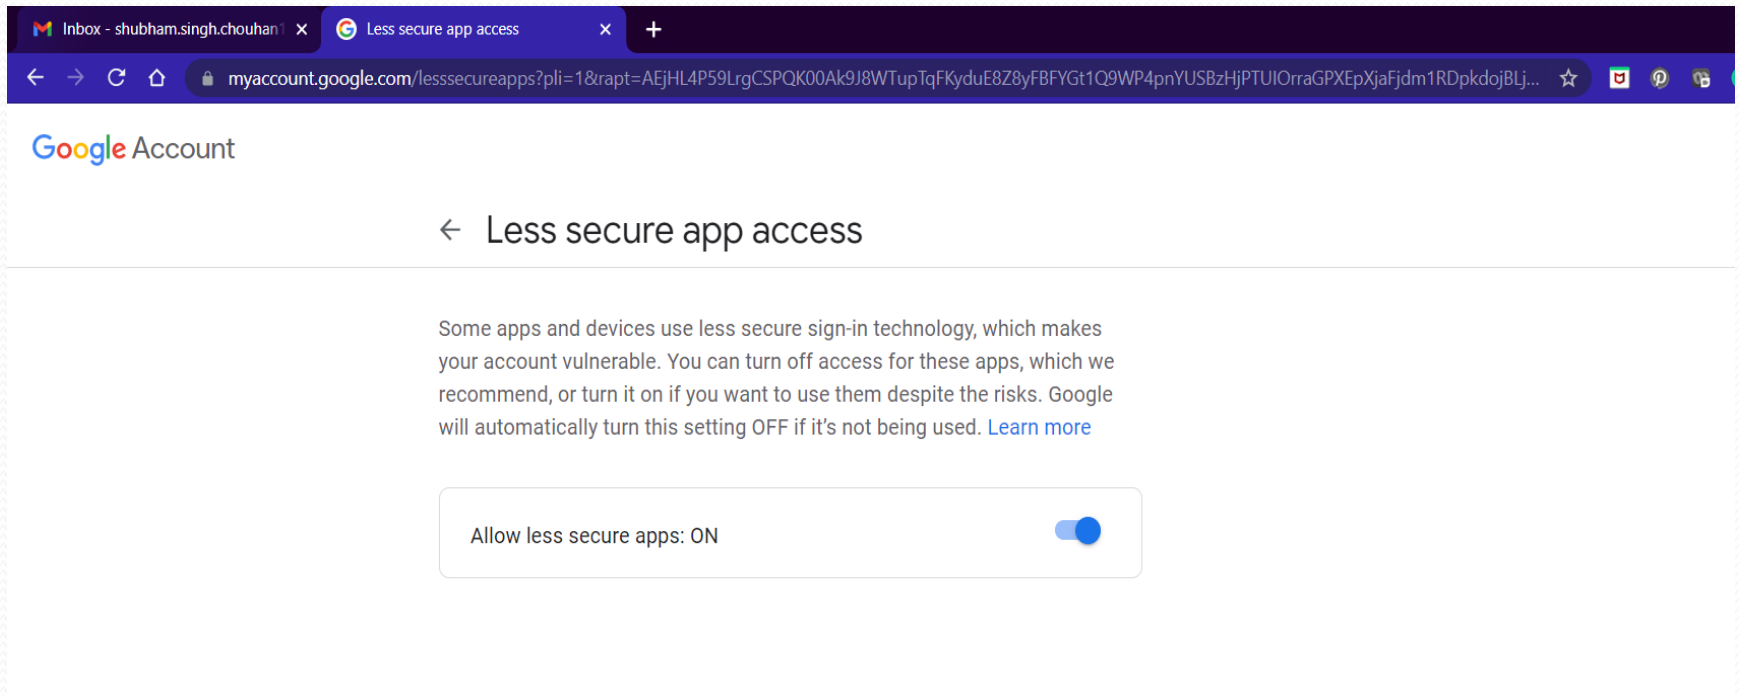 Inbox - shubham.singh.chouhan1
Less secure app access
myaccount.google.com/lesssecureapps?pli=1&rapt=AEjHL4P59LrgCSPQK00Ak9J8WTupTqFKyduE8Z8yFBFYGt1Q9WP4pnYUSBzHjPTUIOrraGPXEpXjaFjdm1RDpkdojBLj...
Google Account
Less secure app access
Some apps and devices use less secure sign-in technology, which makes
your account vulnerable. You can turn off access for these apps, which we
recommend, or turn it on if you want to use them despite the risks. Google
will automatically turn this setting OFF if it’s not being used. Learn more
Allow less secure apps: ON